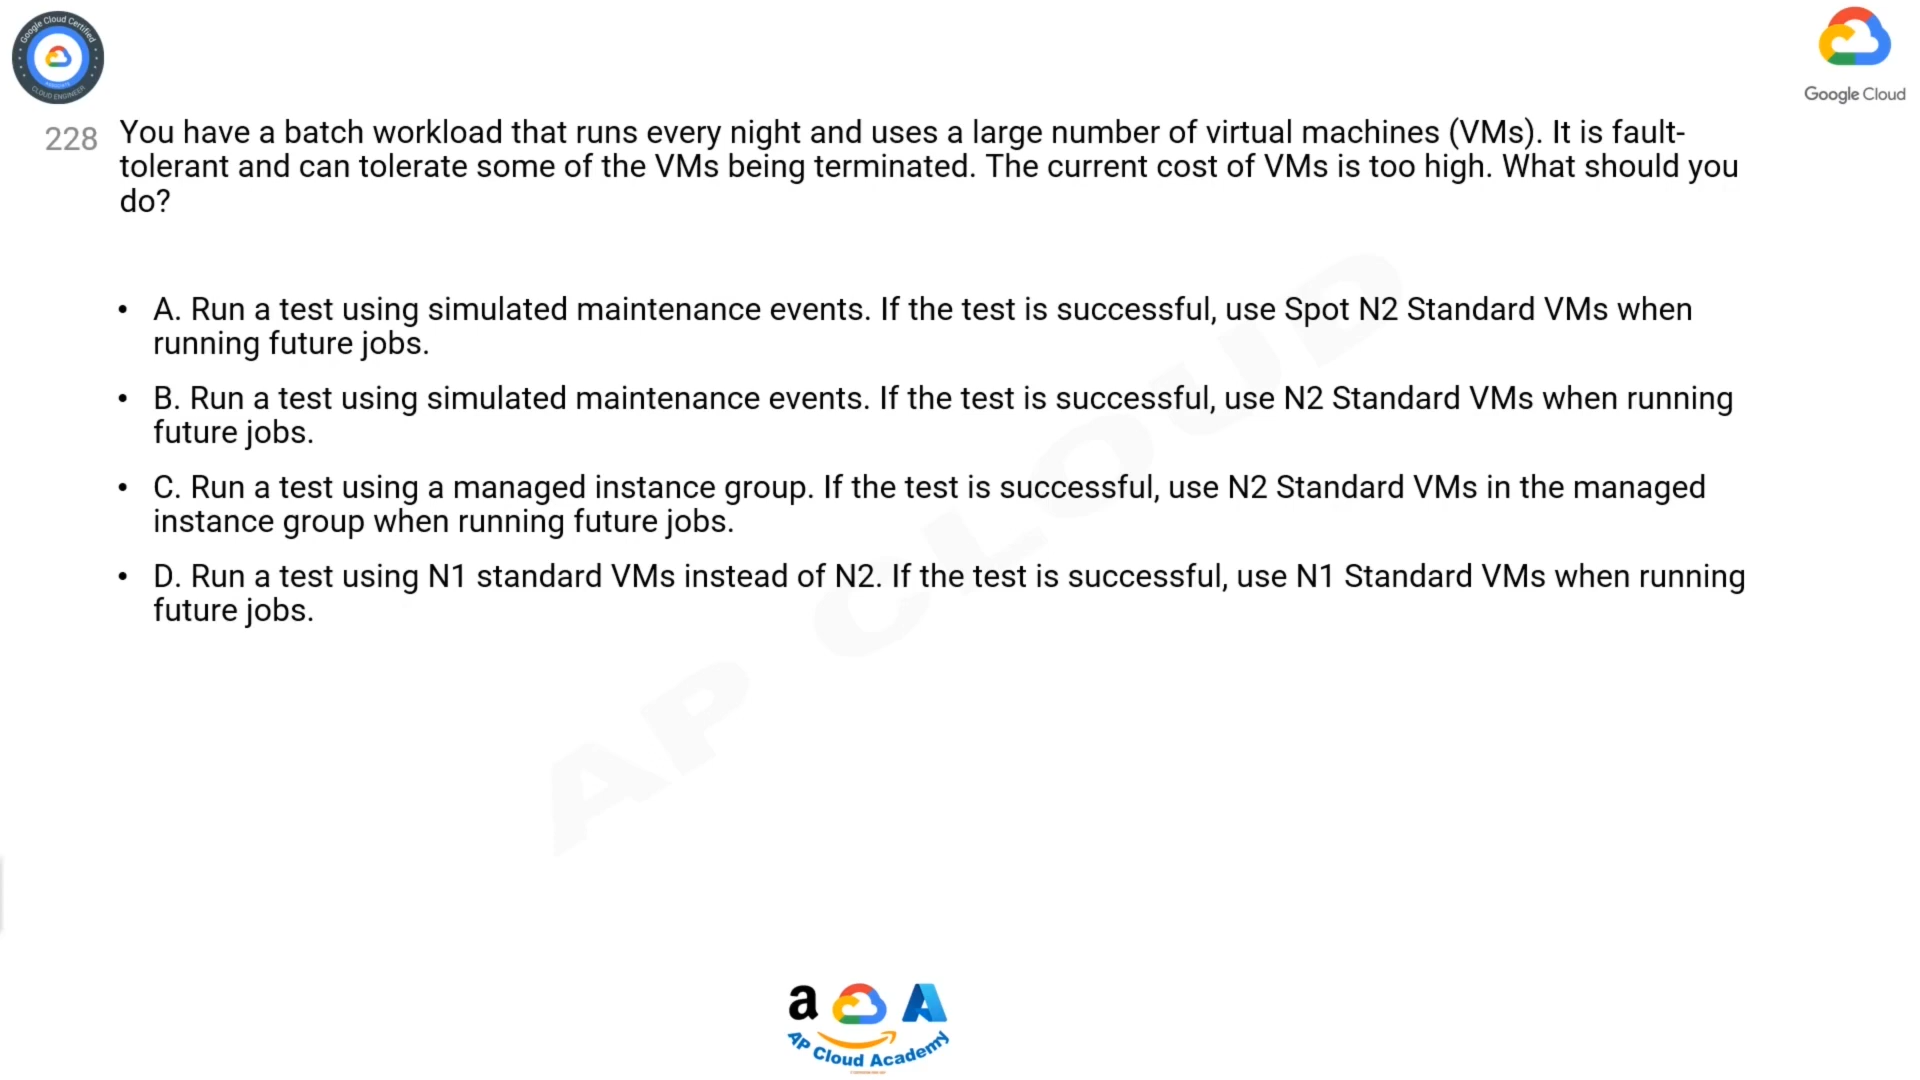 Google Cloud Certified
ASSOCIATE
CLOUD ENGINEER
Google Cloud
228
You have a batch workload that runs every night and uses a large number of virtual machines (VMs). It is fault-
tolerant and can tolerate some of the VMs being terminated. The current cost of VMs is too high. What should you
do?
• A. Run a test using simulated maintenance events. If the test is successful, use Spot N2 Standard VMs when
running future jobs.
• B. Run a test using simulated maintenance events. If the test is successful, use N2 Standard VMs when running
future jobs.
• C. Run a test using a managed instance group. If the test is successful, use N2 Standard VMs in the managed
instance group when running future jobs.
• D. Run a test using N1 standard VMs instead of N2. If the test is successful, use N1 Standard VMs when running
future jobs.
AP CLOUD
a
AP Cloud Academy